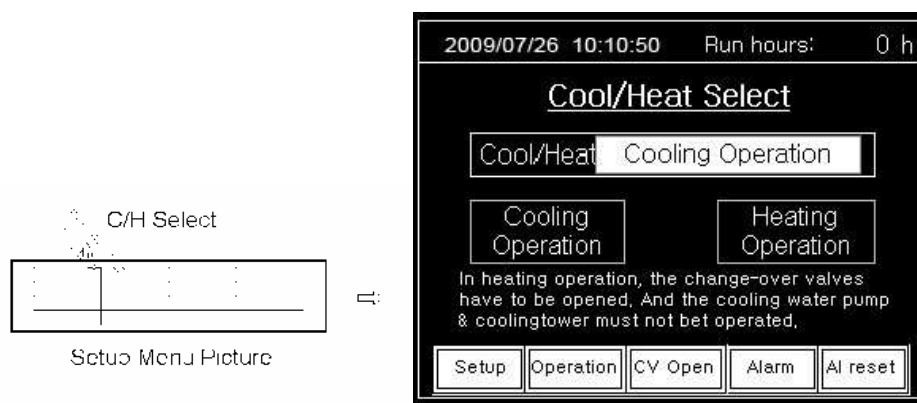 C/H Select
Setup Menu Picture
2009/07/26 10:10:50 Run hours: 0 h
Cool/Heat Select
Cool/Heat Cooling Operation
Cooling
Operation
Heating
Operation
In heating operation, the change-over valves
have to be opened, And the cooling water pump
& coolingtower must not bet operated,
Setup Operation CV Open Alarm AI reset